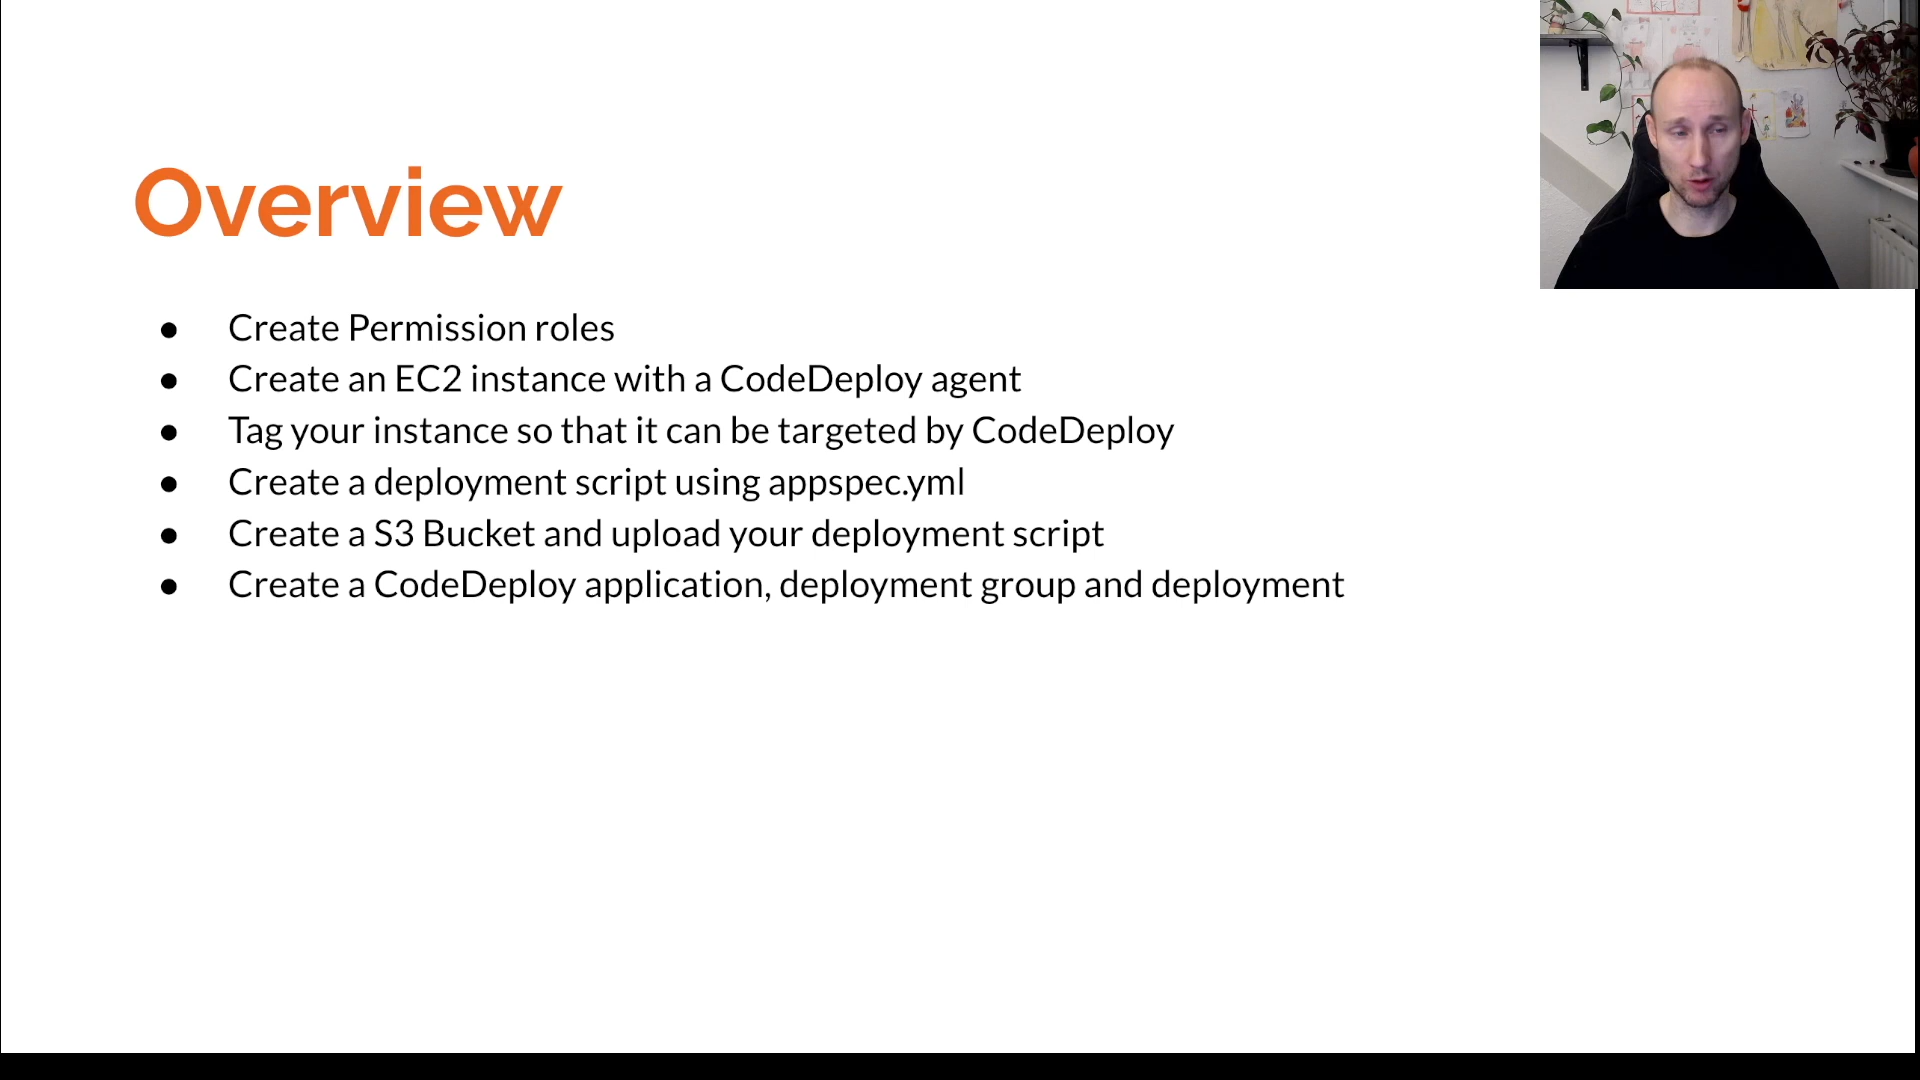 Overview
● Create Permission roles
● Create an EC2 instance with a CodeDeploy agent
● Tag your instance so that it can be targeted by CodeDeploy
● Create a deployment script using appspec.yml
● Create a S3 Bucket and upload your deployment script
● Create a CodeDeploy application, deployment group and deployment